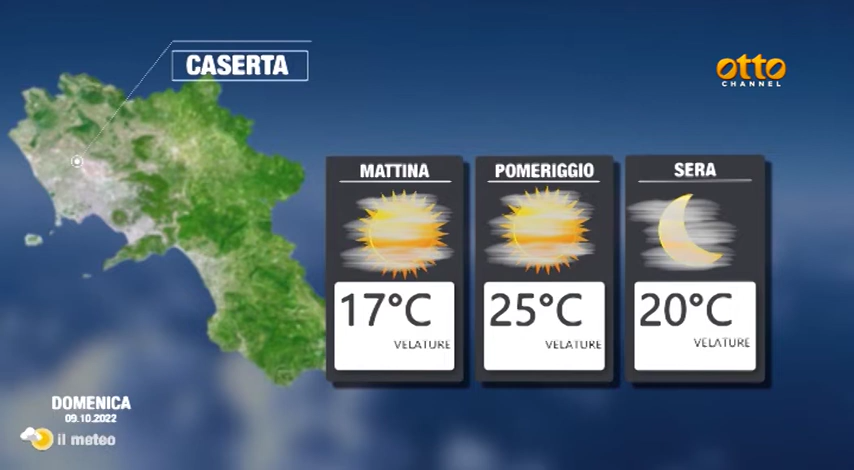 CASERTA
otto
CHANNEL
MATTINA
POMERIGGIO
SERA
17°C
VELATURE
25°C
VELATURE
20°C
VELATURE
DOMENICA
09.10.2022
il meteo